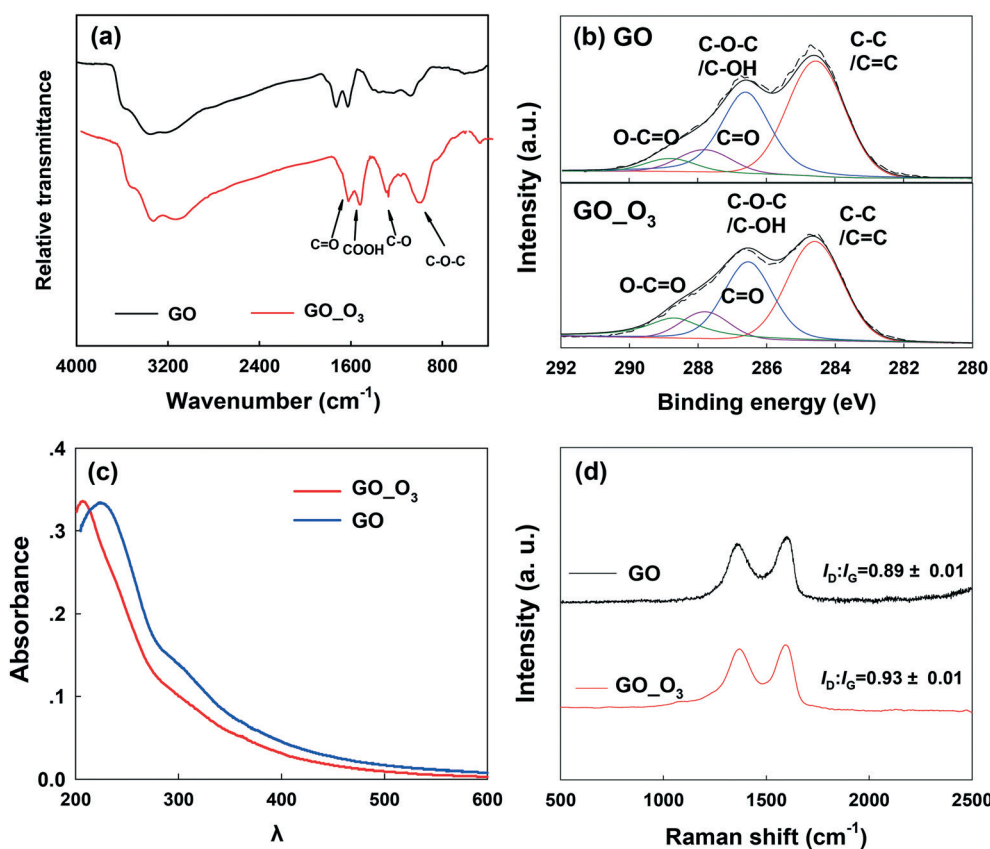 (a)
Relative transmittance
C=O
COOH
C-O
C-O-C
GO
GO_O3
4000 3200 2400 1600 800
Wavenumber (cm-1)
(b) GO
C-O-C
/C-OH
C-C
/C=C
O-C=O
C=O
GO_O3
C-O-C
/C-OH
C-C
/C=C
O-C=O
C=O
Intensity (a.u.)
292 290 288 286 284 282 280
Binding energy (eV)
(c)
GO_O3
GO
Absorbance
.4
.3
.2
.1
0.0
200 300 400 500 600
λ
(d)
Intensity (a. u.)
GO
ID:IG=0.89 ± 0.01
GO_O3
ID:IG=0.93 ± 0.01
500 1000 1500 2000 2500
Raman shift (cm-1)